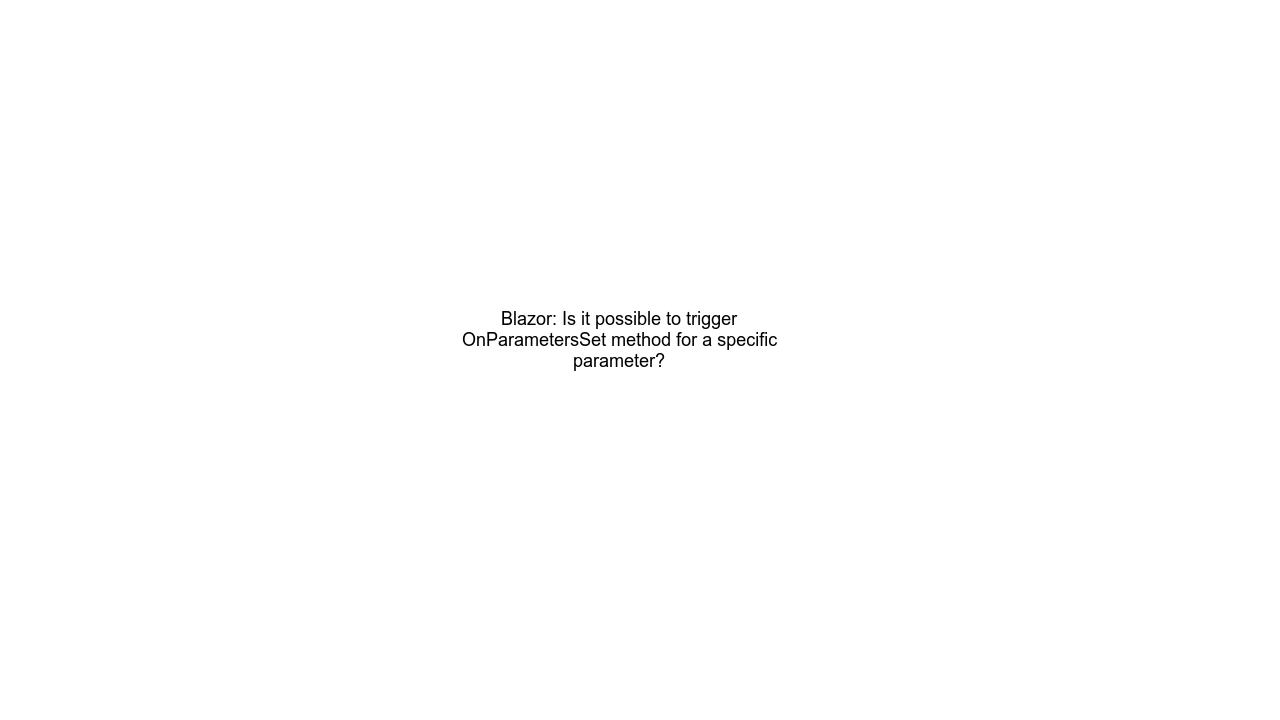 Blazor: Is it possible to trigger
OnParametersSet method for a specific
parameter?